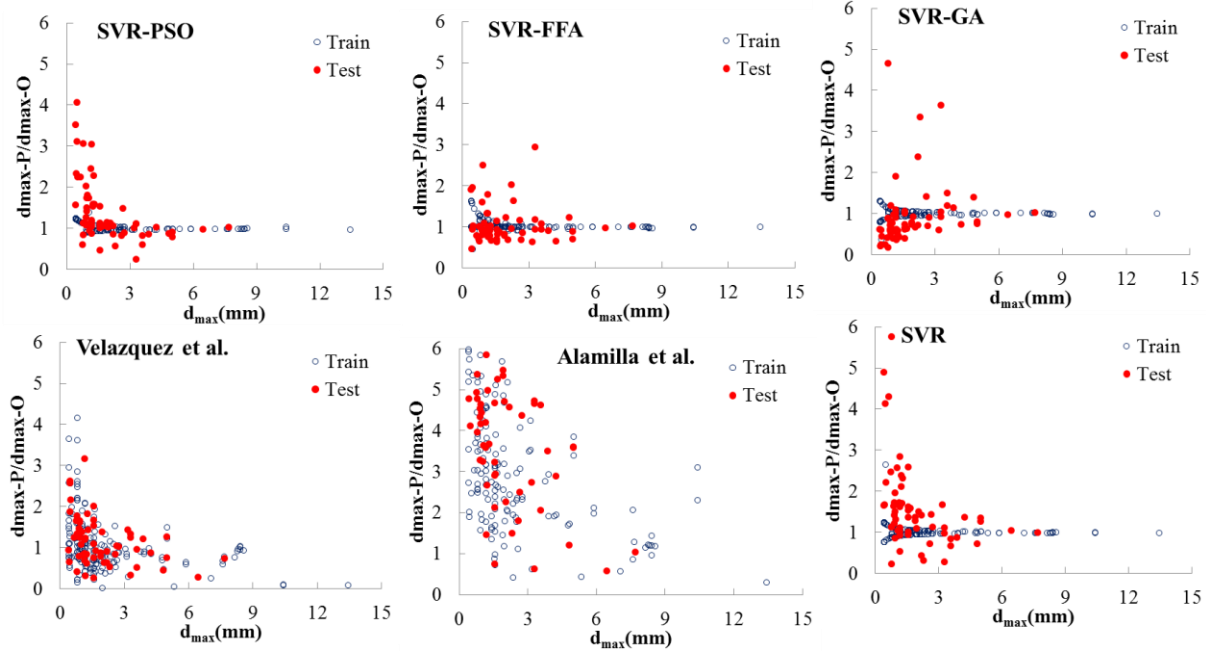 SVR-PSO
Train
Test
dmax-P/dmax-O
6
5
4
3
2
1
0
0 3 6 9 12 15
dmax(mm)
SVR-FFA
Train
Test
dmax-P/dmax-O
6
5
4
3
2
1
0
0 3 6 9 12 15
dmax(mm)
SVR-GA
Train
Test
dmax-P/dmax-O
6
5
4
3
2
1
0
0 3 6 9 12 15
dmax(mm)
Velazquez et al.
Train
Test
dmax-P/dmax-O
6
5
4
3
2
1
0
0 3 6 9 12 15
dmax(mm)
Alamilla et al.
Train
Test
dmax-P/dmax-O
6
5
4
3
2
1
0
0 3 6 9 12 15
dmax(mm)
SVR
Train
Test
dmax-P/dmax-O
6
5
4
3
2
1
0
0 3 6 9 12 15
dmax(mm)